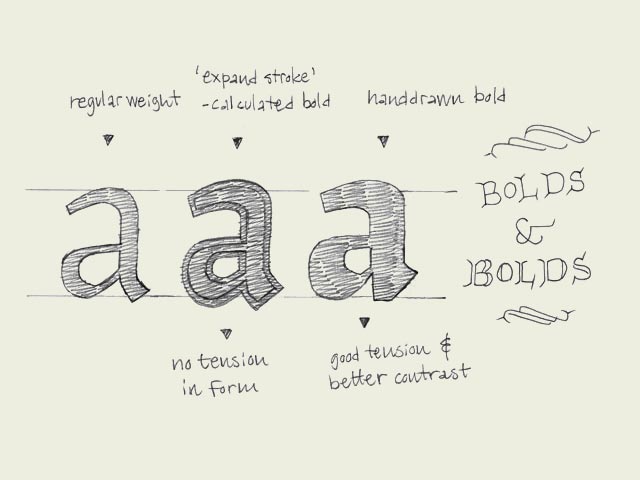 regular weight
'expand stroke'
-calculated bold
handdrawn bold
a a a
BOLDS
&
BOLDS
no tension
in form
good tension &
better contrast